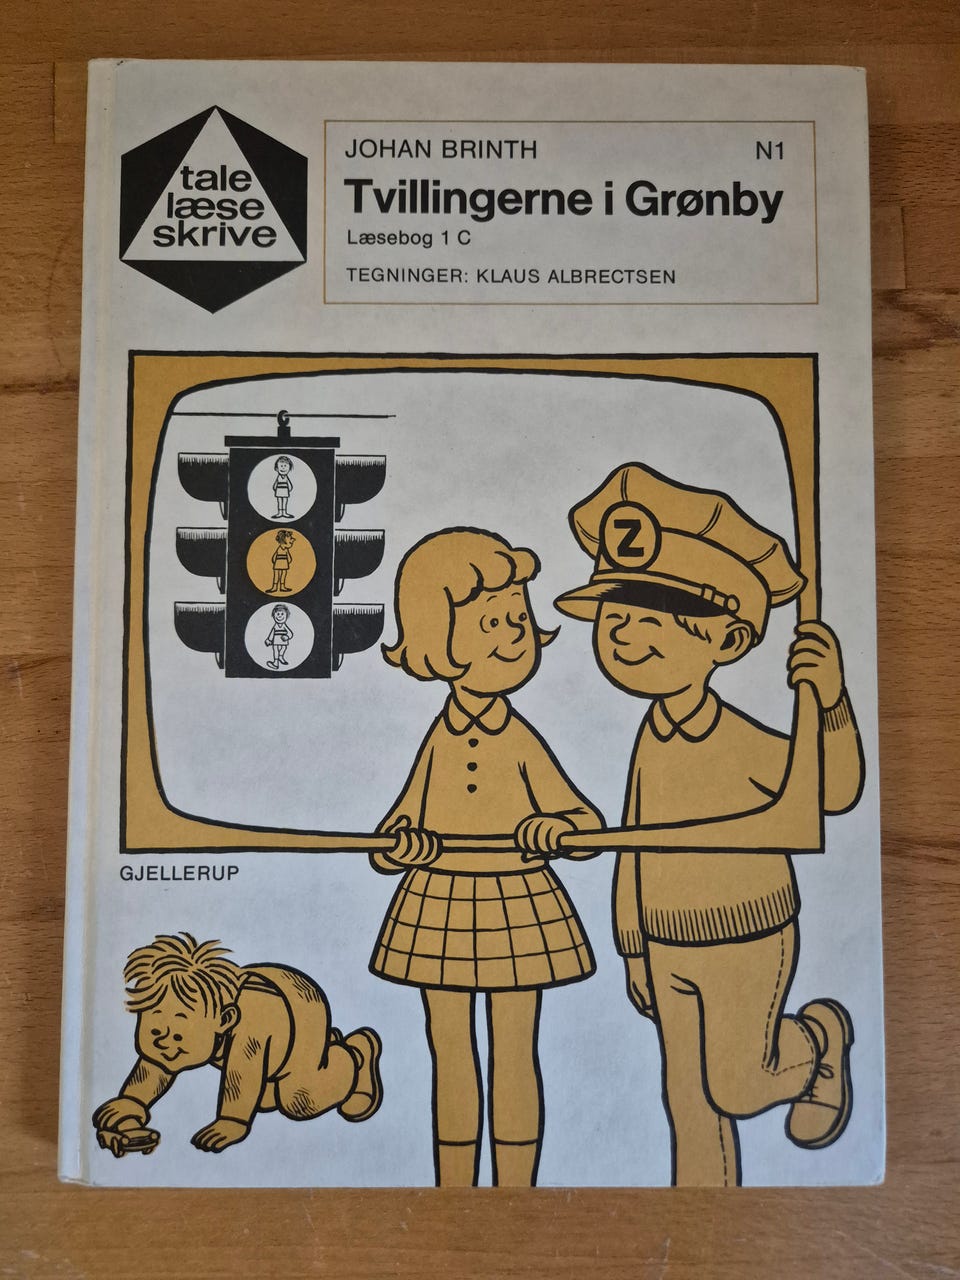 tale
læse
skrive
JOHAN BRINTH N1
Tvillingerne i Grønby
Læsebog 1 C
TEGNINGER: KLAUS ALBRECTSEN
Z
GJELLERUP